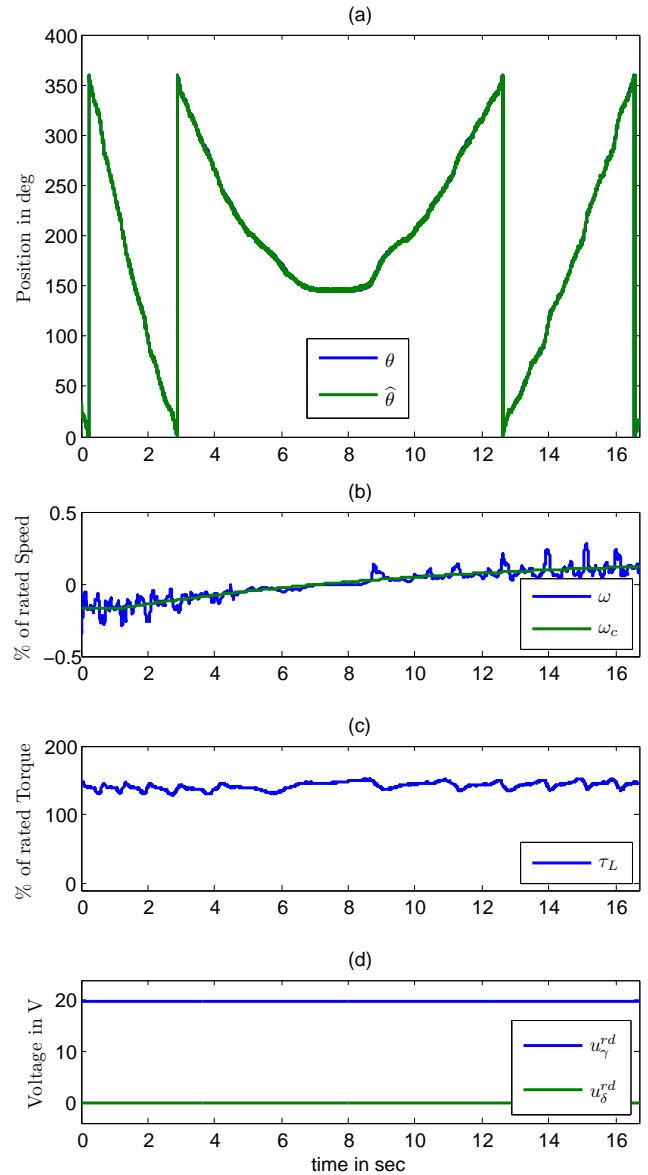 (a)
400
350
300
250
200
150
100
50
0
Position in deg
θ
θ̂
0 2 4 6 8 10 12 14 16
(b)
0.5
0
−0.5
% of rated Speed
ω
ω_c
0 2 4 6 8 10 12 14 16
(c)
200
100
0
% of rated Torque
τ_L
0 2 4 6 8 10 12 14 16
(d)
20
10
0
Voltage in V
u_γ^{rd}
u_δ^{rd}
0 2 4 6 8 10 12 14 16
time in sec